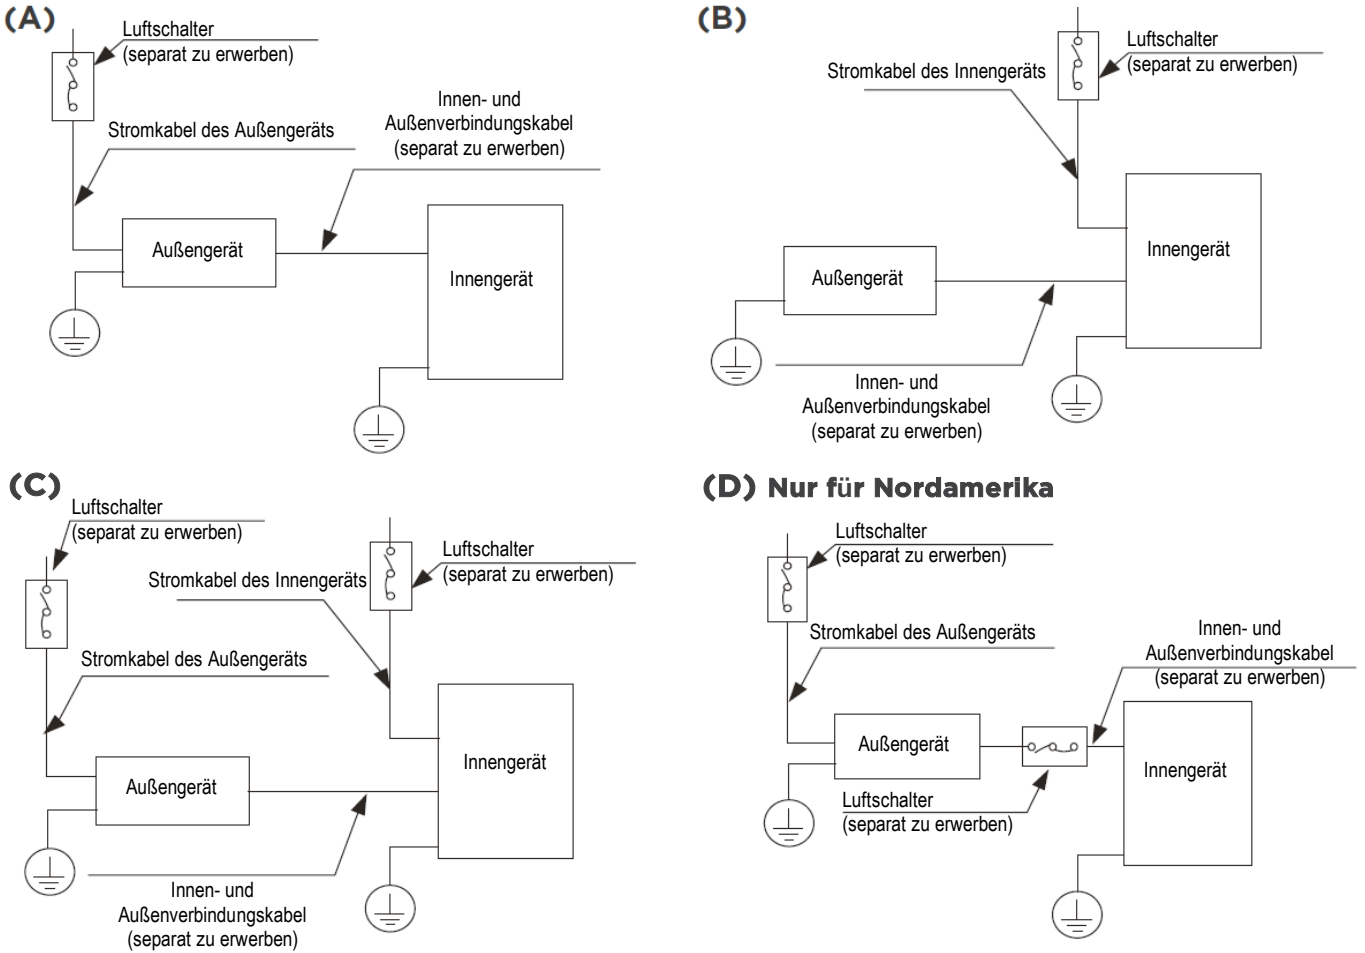 (A)
Luftschalter
(separat zu erwerben)
Stromkabel des Außengeräts
Innen- und
Außenverbindungskabel
(separat zu erwerben)
Außengerät
Innengerät
(B)
Luftschalter
(separat zu erwerben)
Stromkabel des Innengeräts
Innengerät
Außengerät
Innen- und
Außenverbindungskabel
(separat zu erwerben)
(C)
Luftschalter
(separat zu erwerben)
Luftschalter
(separat zu erwerben)
Stromkabel des Innengeräts
Stromkabel des Außengeräts
Innengerät
Außengerät
Innen- und
Außenverbindungskabel
(separat zu erwerben)
(D) Nur für Nordamerika
Luftschalter
(separat zu erwerben)
Stromkabel des Außengeräts
Innen- und
Außenverbindungskabel
(separat zu erwerben)
Außengerät
Innengerät
Luftschalter
(separat zu erwerben)